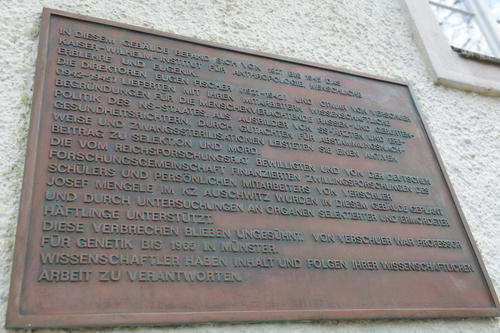 IN DIESEM GEBÄUDE BEFAND SICH VON 1927 BIS 1945 DAS
KAISER-WILHELM-INSTITUT FÜR ANTHROPOLOGIE, MENSCHLICHE
ERBLEHRE UND EUGENIK.
DIE DIREKTOREN EUGEN FISCHER (1927-1942) UND OTMAR VON VERSCHUER
(1942-1945) LIEFERTEN MIT IHREN MITARBEITERN WISSENSCHAFTLICHE
BEGRÜNDUNGEN FÜR DIE MENSCHENVERACHTENDE RASSEN- UND GEBURTEN-
POLITIK DES NS-STAATES. ALS AUSBILDER VON SS-ÄRZTEN UND ERB-
GESUNDHEITSRICHTERN, DURCH GUTACHTEN FÜR ABSTAMMUNGSNACH-
WEISE UND ZWANGSSTERILISATIONEN LEISTETEN SIE EINEN AKTIVEN
BEITRAG ZU SELEKTION UND MORD.
DIE VOM REICHSFORSCHUNGSRAT BEWILLIGTEN UND VON DER DEUTSCHEN
FORSCHUNGSGEMEINSCHAFT FINANZIERTEN ZWILLINGSFORSCHUNGEN DES
SCHÜLERS UND PERSÖNLICHEN MITARBEITERS VON VERSCHUER
JOSEF MENGELE IM KZ AUSCHWITZ WURDEN IN DIESEM GEBÄUDE GEPLANT
UND DURCH UNTERSUCHUNGEN AN ORGANEN SELEKTIERTER UND ERMORDETER
HÄFTLINGE UNTERSTÜTZT.
DIESE VERBRECHEN BLIEBEN UNGESÜHNT. VON VERSCHUER WAR PROFESSOR
FÜR GENETIK BIS 1965 IN MÜNSTER.
WISSENSCHAFTLER HABEN INHALT UND FOLGEN IHRER WISSENSCHAFTLICHEN
ARBEIT ZU VERANTWORTEN.